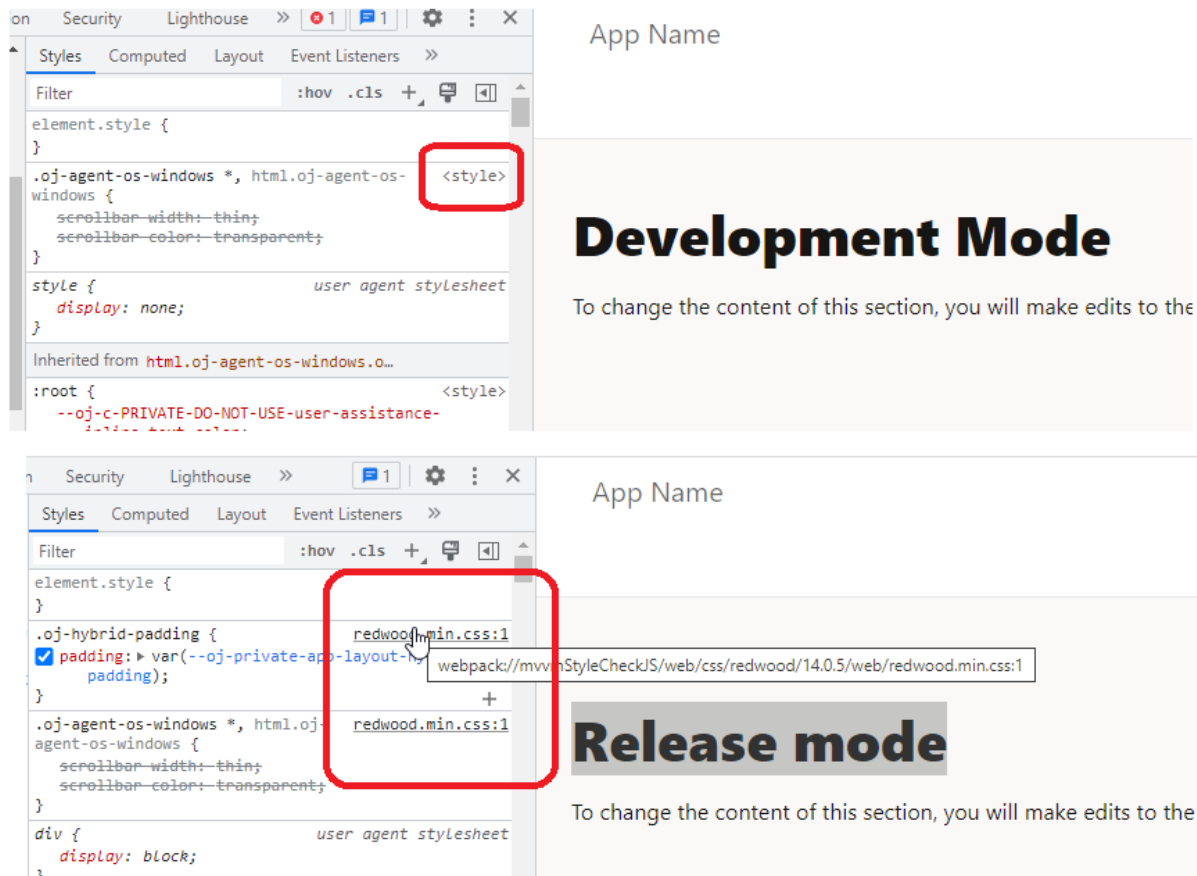 on Security Lighthouse » 1 1
App Name
Styles Computed Layout Event Listeners »
Filter :hov .cls +
element.style {
}
.oj-agent-os-windows *, html.oj-agent-os- <style>
windows {
scrollbar-width: thin;
scrollbar-color: transparent;
}
style { user agent stylesheet
display: none;
}
Development Mode
To change the content of this section, you will make edits to the
Inherited from html.oj-agent-os-windows.o…
:root { <style>
--oj-c-PRIVATE-DO-NOT-USE-user-assistance-
inline-text-color:
Security Lighthouse » 1
App Name
Styles Computed Layout Event Listeners »
Filter :hov .cls +
element.style {
}
.oj-hybrid-padding { redwood.min.css:1
padding: var(--oj-private-app-layout-hy
padding);
webpack://mvvmStyleCheckJS/web/css/redwood/14.0.5/web/redwood.min.css:1
} +
.oj-agent-os-windows *, html.oj- redwood.min.css:1
agent-os-windows {
scrollbar-width: thin;
scrollbar-color: transparent;
}
div { user agent stylesheet
display: block;
}
Release mode
To change the content of this section, you will make edits to the